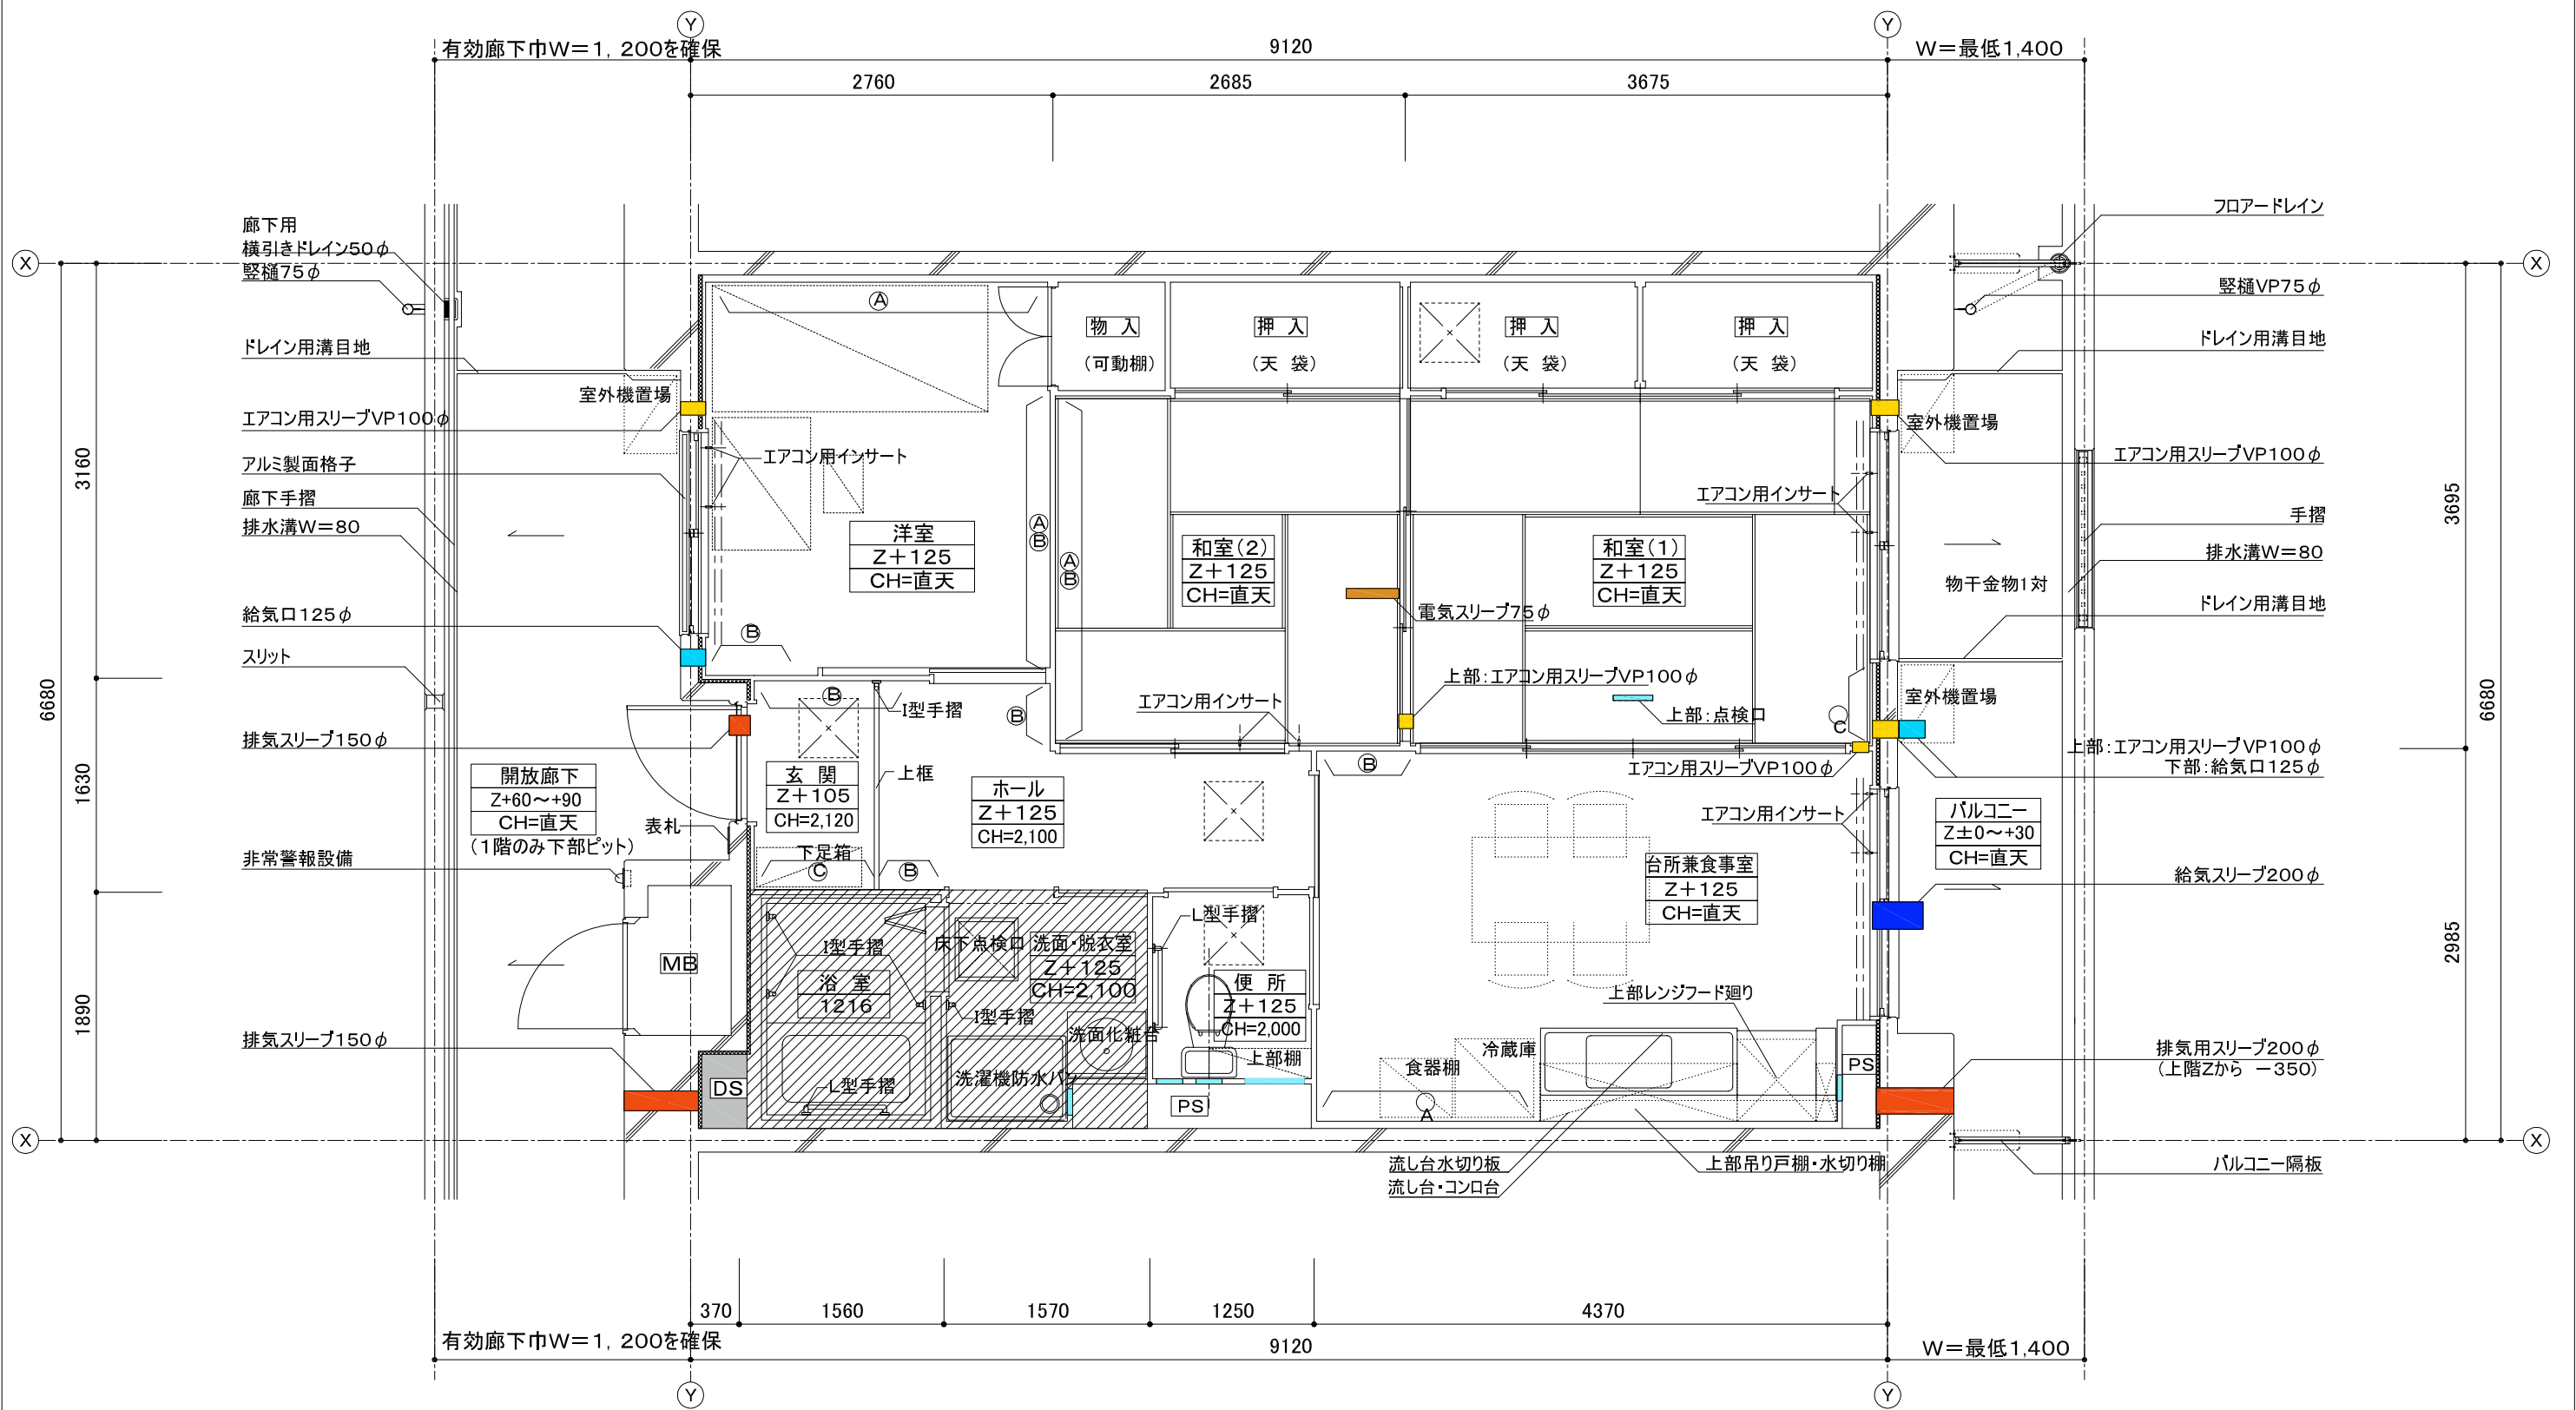 Y
Y
有効廊下巾W=1,200を確保
9120
W=最低1,400
2760
2685
3675
廊下用
横引きドレイン50φ
竪樋75φ
フロアードレイン
X
X
竪樋VP75φ
Ⓐ
物 入
(可動棚)
押 入
(天 袋)
押 入
(天 袋)
押 入
(天 袋)
ドレイン用溝目地
ドレイン用溝目地
室外機置場
室外機置場
エアコン用スリーブVP100φ
エアコン用スリーブVP100φ
アルミ製面格子
エアコン用インサート
エアコン用インサート
廊下手摺
手摺
排水溝W=80
排水溝W=80
3160
3695
洋室
Z+125
CH=直天
Ⓐ
Ⓑ
Ⓐ
Ⓑ
和室(2)
Z+125
CH=直天
和室(1)
Z+125
CH=直天
物干金物1対
電気スリーブ75φ
ドレイン用溝目地
給気口125φ
Ⓑ
スリット
6680
6680
上部:エアコン用スリーブVP100φ
室外機置場
Ⓑ
I型手摺
Ⓑ
エアコン用インサート
上部:点検口
C
排気スリーブ150φ
上部:エアコン用スリーブVP100φ
下部:給気口125φ
エアコン用スリーブVP100φ
Ⓑ
1630
開放廊下
Z+60~+90
CH=直天
(1階のみ下部ピット)
玄 関
Z+105
CH=2,120
上框
ホール
Z+125
CH=2,100
エアコン用インサート
バルコニー
Z±0~+30
CH=直天
表札
下足箱
Ⓒ
Ⓑ
非常警報設備
台所兼食事室
Z+125
CH=直天
給気スリーブ200φ
L型手摺
MB
I型手摺
床下点検口
洗面・脱衣室
Z+125
CH=2,100
浴 室
1216
便 所
Z+125
CH=2,000
2985
上部レンジフード廻り
I型手摺
洗面化粧台
1890
排気スリーブ150φ
上部棚
冷蔵庫
食器棚
PS
排気用スリーブ200φ
(上階Zから -350)
DS
L型手摺
洗濯機防水パン
PS
A
X
X
流し台水切り板
流し台・コンロ台
上部吊り戸棚・水切り棚
バルコニー隔板
370
1560
1570
1250
4370
有効廊下巾W=1,200を確保
9120
W=最低1,400
Y
Y